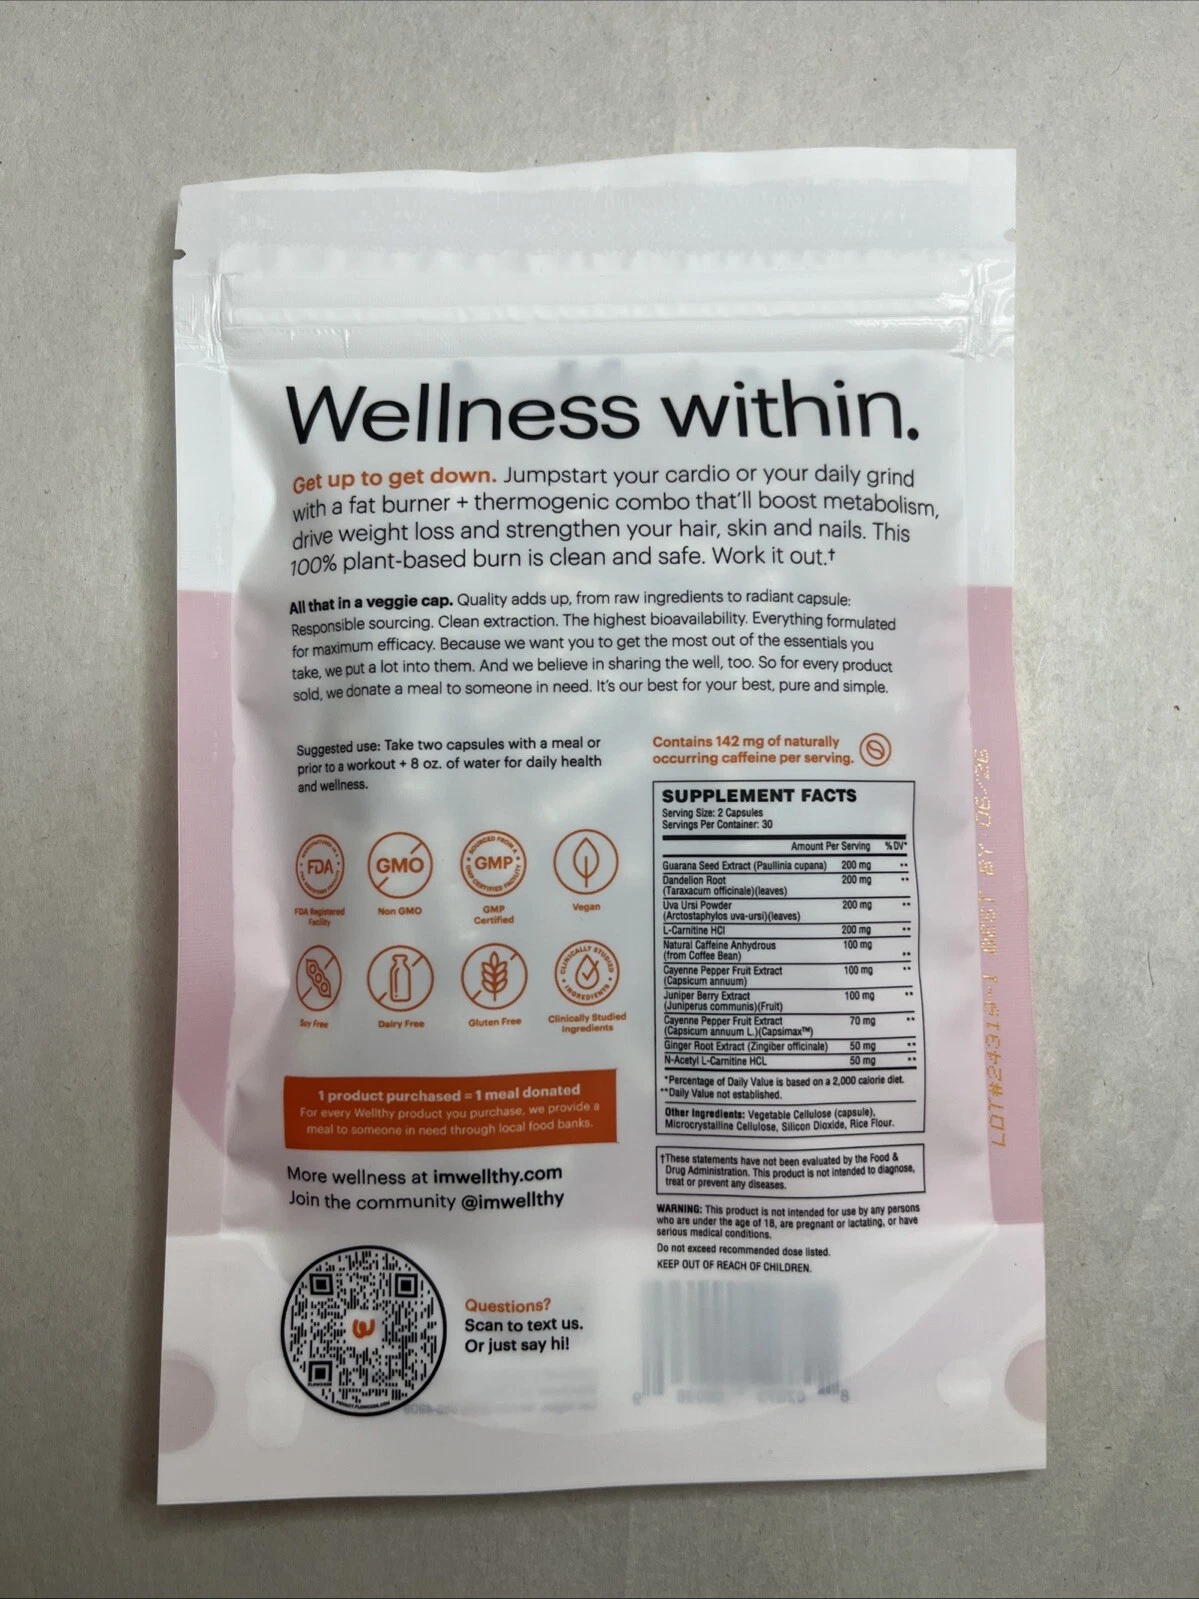 Wellness within.
Get up to get down. Jumpstart your cardio or your daily grind
with a fat burner + thermogenic combo that'll boost metabolism,
drive weight loss and strengthen your hair, skin and nails. This
100% plant-based burn is clean and safe. Work it out.†
All that in a veggie cap. Quality adds up, from raw ingredients to radiant capsule:
Responsible sourcing. Clean extraction. The highest bioavailability. Everything formulated
for maximum efficacy. Because we want you to get the most out of the essentials you
take, we put a lot into them. And we believe in sharing the well, too. So for every product
sold, we donate a meal to someone in need. It's our best for your best, pure and simple.
Suggested use: Take two capsules with a meal or
prior to a workout + 8 oz. of water for daily health
and wellness.
FDA
FDA Registered
Facility
GMO
Non GMO
SOURCED FROM A
GMP
GMP CERTIFIED FACILITY
GMP
Certified
Vegan
Soy Free
Dairy Free
Gluten Free
CLINICALLY STUDIED
INGREDIENTS
Clinically Studied
Ingredients
1 product purchased = 1 meal donated
For every Wellthy product you purchase, we provide a
meal to someone in need through local food banks.
More wellness at imwellthy.com
Join the community @imwellthy
Questions?
Scan to text us.
Or just say hi!
Contains 142 mg of naturally
occurring caffeine per serving.
SUPPLEMENT FACTS
Serving Size: 2 Capsules
Servings Per Container: 30
Amount Per Serving %DV*
Guarana Seed Extract (Paullinia cupana) 200 mg **
Dandelion Root 200 mg **
(Taraxacum officinale)(leaves)
Uva Ursi Powder 200 mg **
(Arctostaphylos uva-ursi)(leaves)
L-Carnitine HCl 200 mg **
Natural Caffeine Anhydrous 100 mg
(from Coffee Bean) **
Cayenne Pepper Fruit Extract 100 mg **
(Capsicum annuum)
Juniper Berry Extract 100 mg **
(Juniperus communis)(Fruit)
Cayenne Pepper Fruit Extract 70 mg **
(Capsicum annuum L.)(Capsimax™)
Ginger Root Extract (Zingiber officinale) 50 mg **
N-Acetyl L-Carnitine HCL 50 mg **
*Percentage of Daily Value is based on a 2,000 calorie diet.
**Daily Value not established.
Other Ingredients: Vegetable Cellulose (capsule),
Microcrystalline Cellulose, Silicon Dioxide, Rice Flour.
†These statements have not been evaluated by the Food &
Drug Administration. This product is not intended to diagnose,
treat or prevent any diseases.
WARNING: This product is not intended for use by any persons
who are under the age of 18, are pregnant or lactating, or have
serious medical conditions.
Do not exceed recommended dose listed.
KEEP OUT OF REACH OF CHILDREN.
LOT#24319-1 BEST BY 06/26